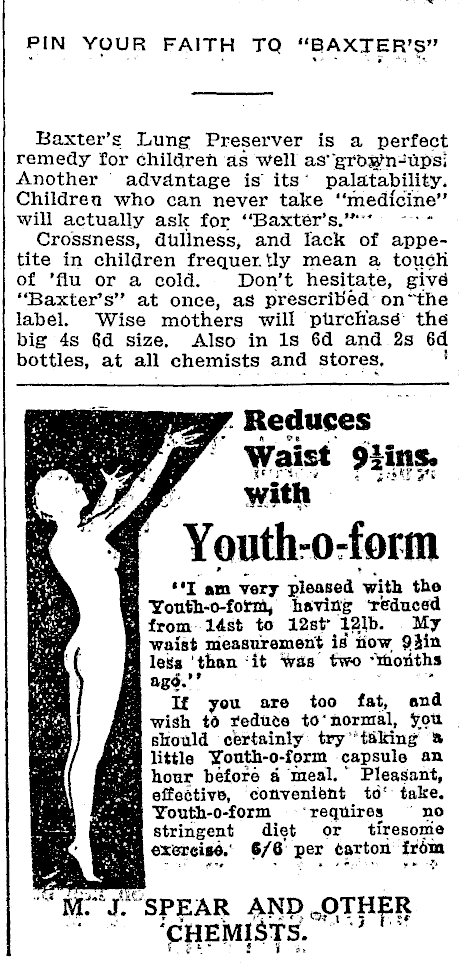 PIN YOUR FAITH TO "BAXTER'S"
Baxter's Lung Preserver is a perfect
remedy for children as well as grown-ups.
Another advantage is its palatability.
Children who can never take "medicine"
will actually ask for "Baxter's."
Crossness, dullness, and lack of appe-
tite in children frequently mean a touch
of 'flu or a cold. Don't hesitate, give
"Baxter's" at once, as prescribed on the
label. Wise mothers will purchase the
big 4s 6d size. Also in 1s 6d and 2s 6d
bottles, at all chemists and stores.
Reduces
Waist 9½ins.
with
Youth-o-form
"I am very pleased with the
Youth-o-form, having reduced
from 14st to 12st 12lb. My
waist measurement is now 9½in
less than it was two months
ago."
If you are too fat, and
wish to reduce to normal, you
should certainly try taking a
little Youth-o-form capsule an
hour before a meal. Pleasant,
effective, convenient to take.
Youth-o-form requires no
stringent diet or tiresome
exercise. 6/6 per carton from
M. J. SPEAR AND OTHER
CHEMISTS.